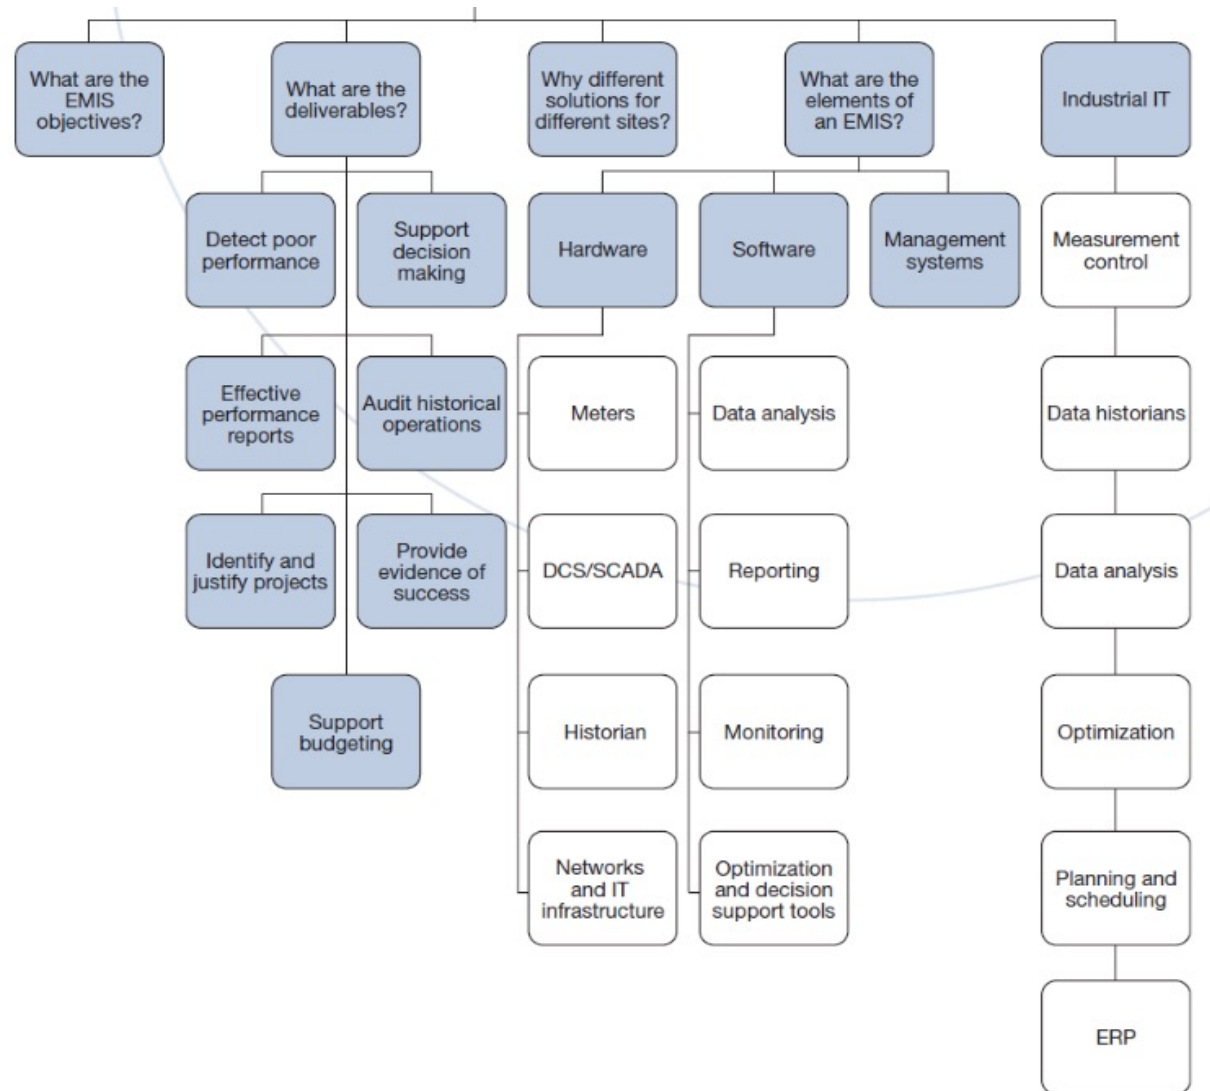 What are the
EMIS
objectives?
What are the
deliverables?
Why different
solutions for
different sites?
What are the
elements of
an EMIS?
Industrial IT
Detect poor
performance
Support
decision
making
Hardware
Software
Management
systems
Measurement
control
Effective
performance
reports
Audit historical
operations
Meters
Data analysis
Data historians
Identify and
justify projects
Provide
evidence of
success
DCS/SCADA
Reporting
Data analysis
Support
budgeting
Historian
Monitoring
Optimization
Networks
and IT
infrastructure
Optimization
and decision
support tools
Planning and
scheduling
ERP